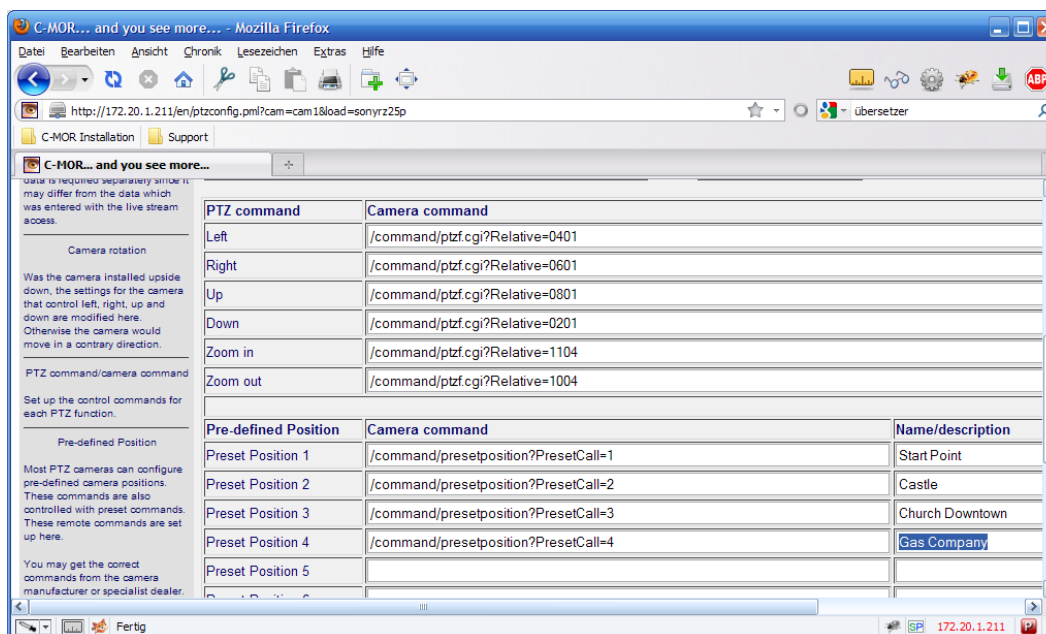 C-MOR... and you see more... - Mozilla Firefox
Datei Bearbeiten Ansicht Chronik Lesezeichen Extras Hilfe
ABP
http://172.20.1.211/en/ptzconfig.pml?cam=cam1&load=sonyrz25p
übersetzer
C-MOR Installation Support
C-MOR... and you see more...
data is required separately since it
may differ from the data which
was entered with the live stream
access.
Camera rotation
Was the camera installed upside
down, the settings for the camera
that control left, right, up and
down are modified here.
Otherwise the camera would
move in a contrary direction.
PTZ command/camera command
Set up the control commands for
each PTZ function.
Pre-defined Position
Most PTZ cameras can configure
pre-defined camera positions.
These commands are also
controlled with preset commands.
These remote commands are set
up here.
You may get the correct
commands from the camera
manufacturer or specialist dealer.
PTZ command Camera command
Left /command/ptzf.cgi?Relative=0401
Right /command/ptzf.cgi?Relative=0601
Up /command/ptzf.cgi?Relative=0801
Down /command/ptzf.cgi?Relative=0201
Zoom in /command/ptzf.cgi?Relative=1104
Zoom out /command/ptzf.cgi?Relative=1004
Pre-defined Position Camera command Name/description
Preset Position 1 /command/presetposition?PresetCall=1 Start Point
Preset Position 2 /command/presetposition?PresetCall=2 Castle
Preset Position 3 /command/presetposition?PresetCall=3 Church Downtown
Preset Position 4 /command/presetposition?PresetCall=4 Gas Company
Preset Position 5
Fertig SP 172.20.1.211 P